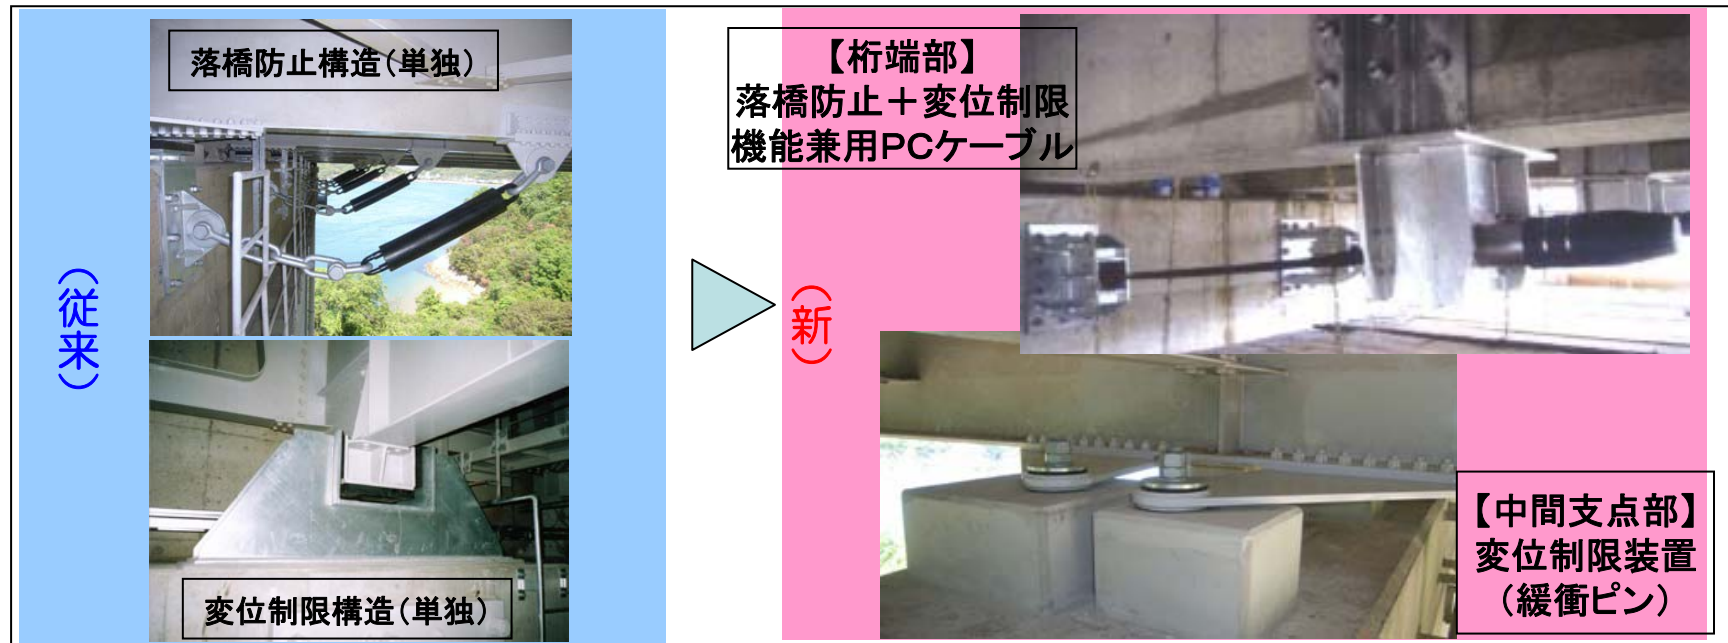 落橋防止構造(単独)
(従来)
変位制限構造(単独)
【桁端部】
落橋防止+変位制限
機能兼用PCケーブル
(新)
【中間支点部】
変位制限装置
(緩衝ピン)